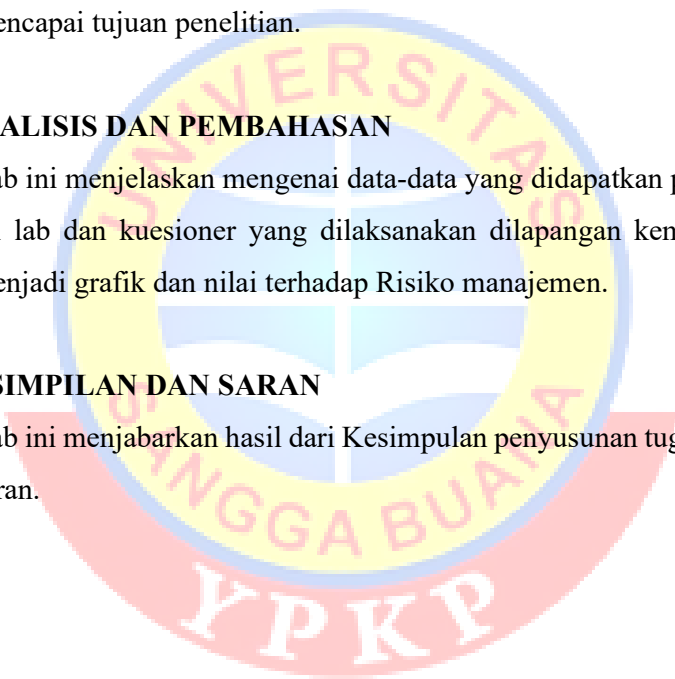 encapai tujuan penelitian.
ALISIS DAN PEMBAHASAN
ab ini menjelaskan mengenai data-data yang didapatkan p
lab dan kuesioner yang dilaksanakan dilapangan ken
enjadi grafik dan nilai terhadap Risiko manajemen.
SIMPILAN DAN SARAN
ab ini menjabarkan hasil dari Kesimpulan penyusunan tug
ran.
UNIVERSITAS
SANGGA BUANA
YPKP